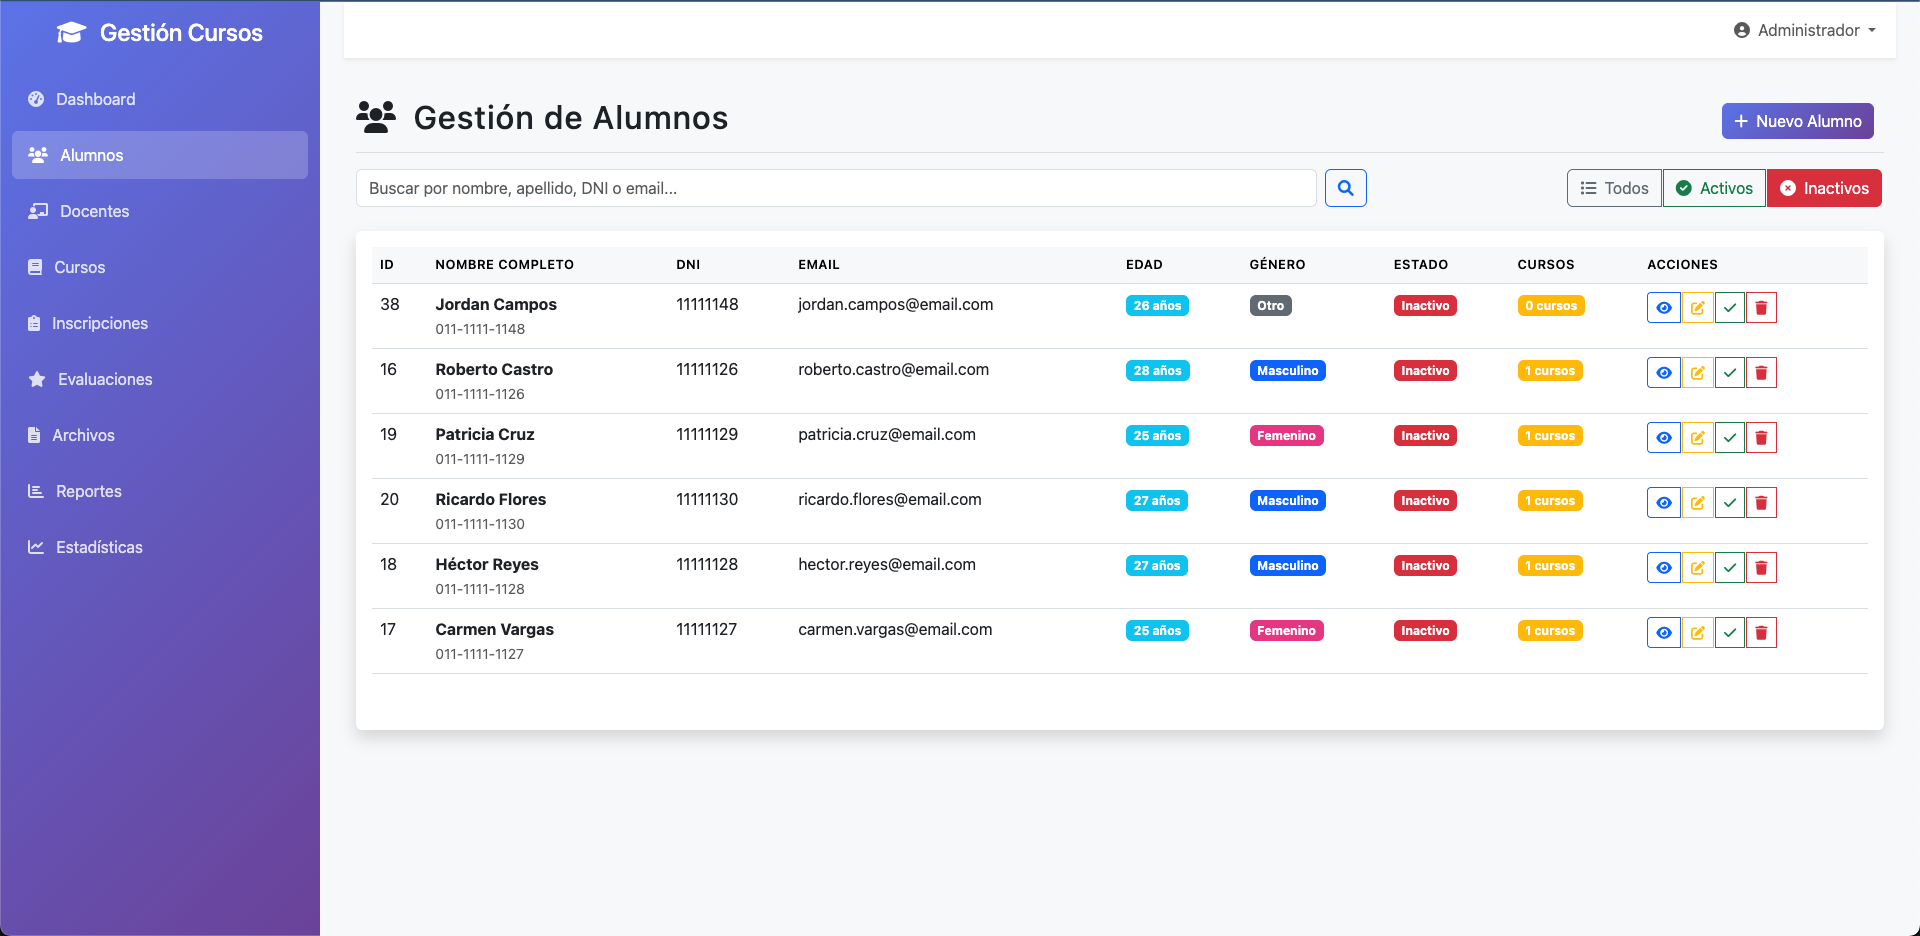 Gestión Cursos
Administrador
Dashboard
Alumnos
Docentes
Cursos
Inscripciones
Evaluaciones
Archivos
Reportes
Estadísticas
Gestión de Alumnos
Nuevo Alumno
Buscar por nombre, apellido, DNI o email...
Todos Activos Inactivos
ID NOMBRE COMPLETO DNI EMAIL EDAD GÉNERO ESTADO CURSOS ACCIONES
38 Jordan Campos 11111148 jordan.campos@email.com 26 años Otro Inactivo 0 cursos
011-1111-1148
16 Roberto Castro 11111126 roberto.castro@email.com 28 años Masculino Inactivo 1 cursos
011-1111-1126
19 Patricia Cruz 11111129 patricia.cruz@email.com 25 años Femenino Inactivo 1 cursos
011-1111-1129
20 Ricardo Flores 11111130 ricardo.flores@email.com 27 años Masculino Inactivo 1 cursos
011-1111-1130
18 Héctor Reyes 11111128 hector.reyes@email.com 27 años Masculino Inactivo 1 cursos
011-1111-1128
17 Carmen Vargas 11111127 carmen.vargas@email.com 25 años Femenino Inactivo 1 cursos
011-1111-1127